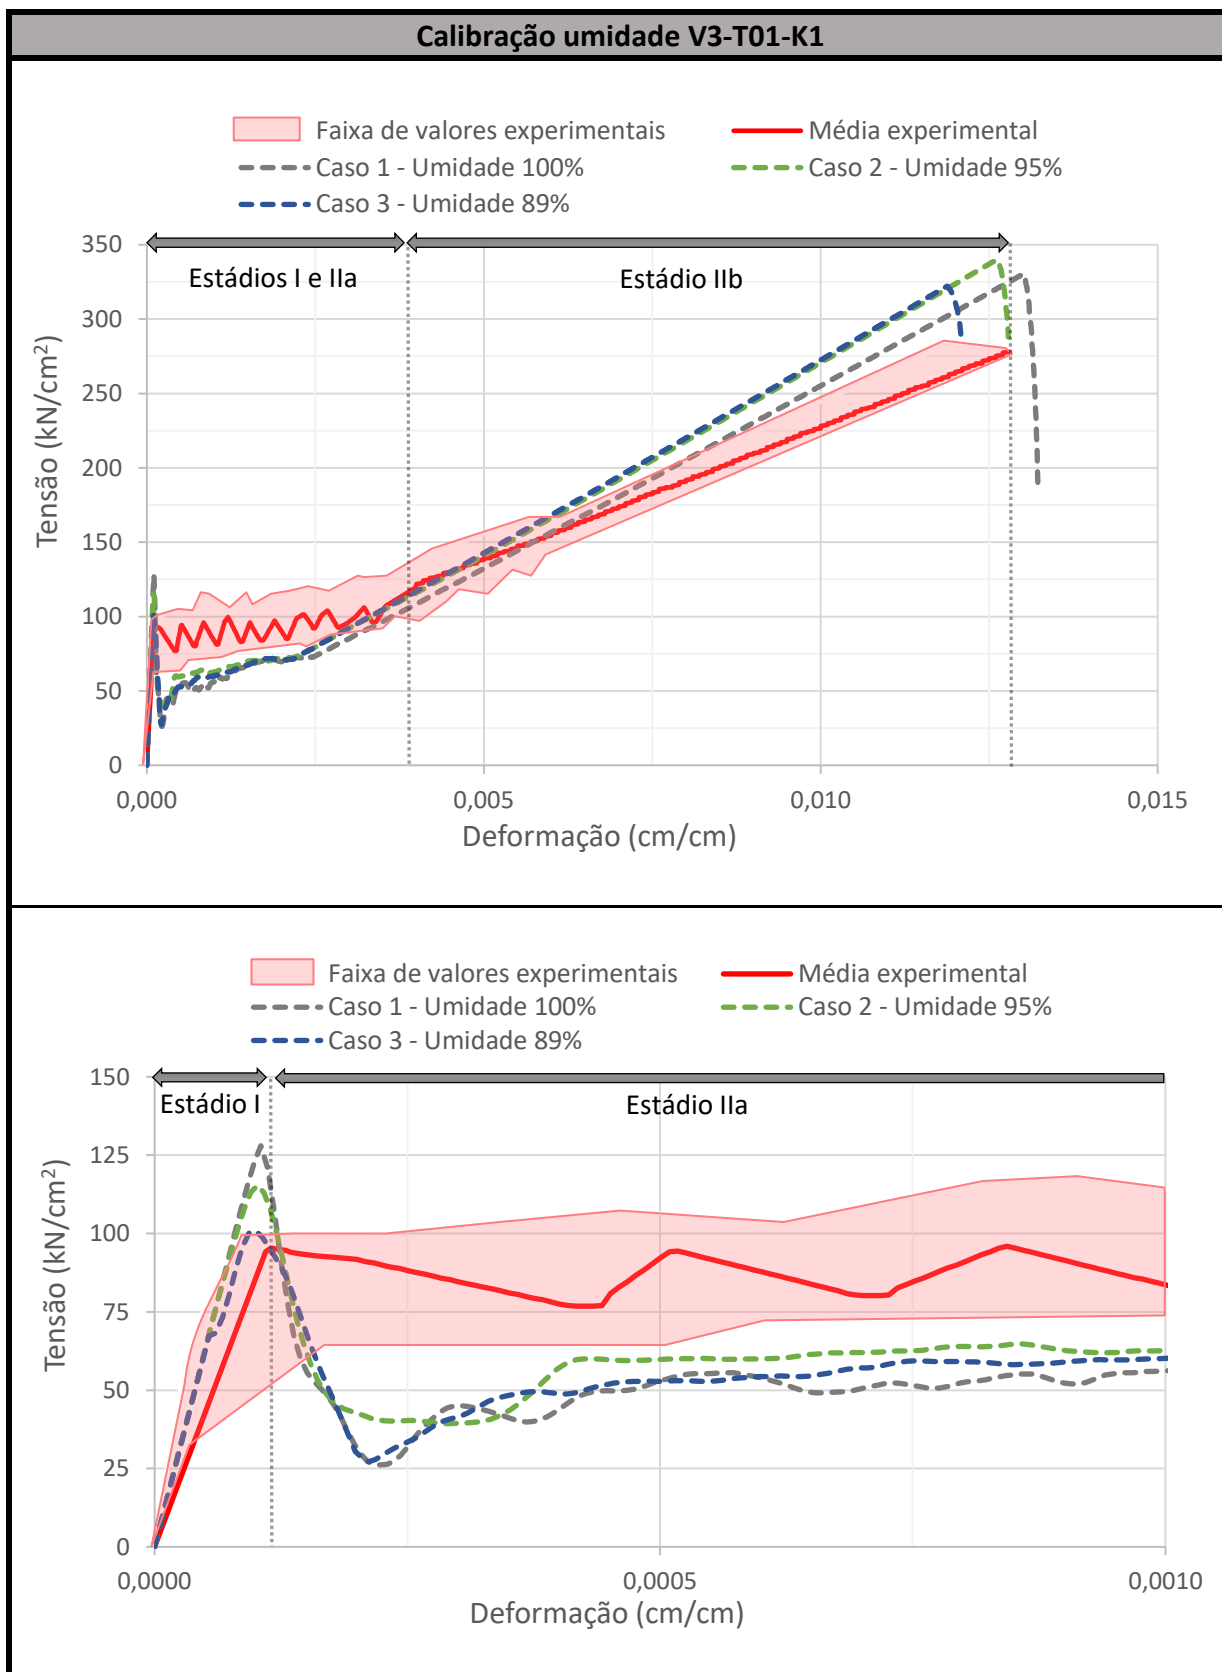 Calibração umidade V3-T01-K1
Faixa de valores experimentais Média experimental
Caso 1 - Umidade 100% Caso 2 - Umidade 95%
Caso 3 - Umidade 89%
Estádios I e IIa Estádio IIb
350
300
250
200
150
100
50
0
Tensão (kN/cm²)
0,000 0,005 0,010 0,015
Deformação (cm/cm)
Faixa de valores experimentais Média experimental
Caso 1 - Umidade 100% Caso 2 - Umidade 95%
Caso 3 - Umidade 89%
Estádio I Estádio IIa
150
125
100
75
50
25
0
Tensão (kN/cm²)
0,0000 0,0005 0,0010
Deformação (cm/cm)